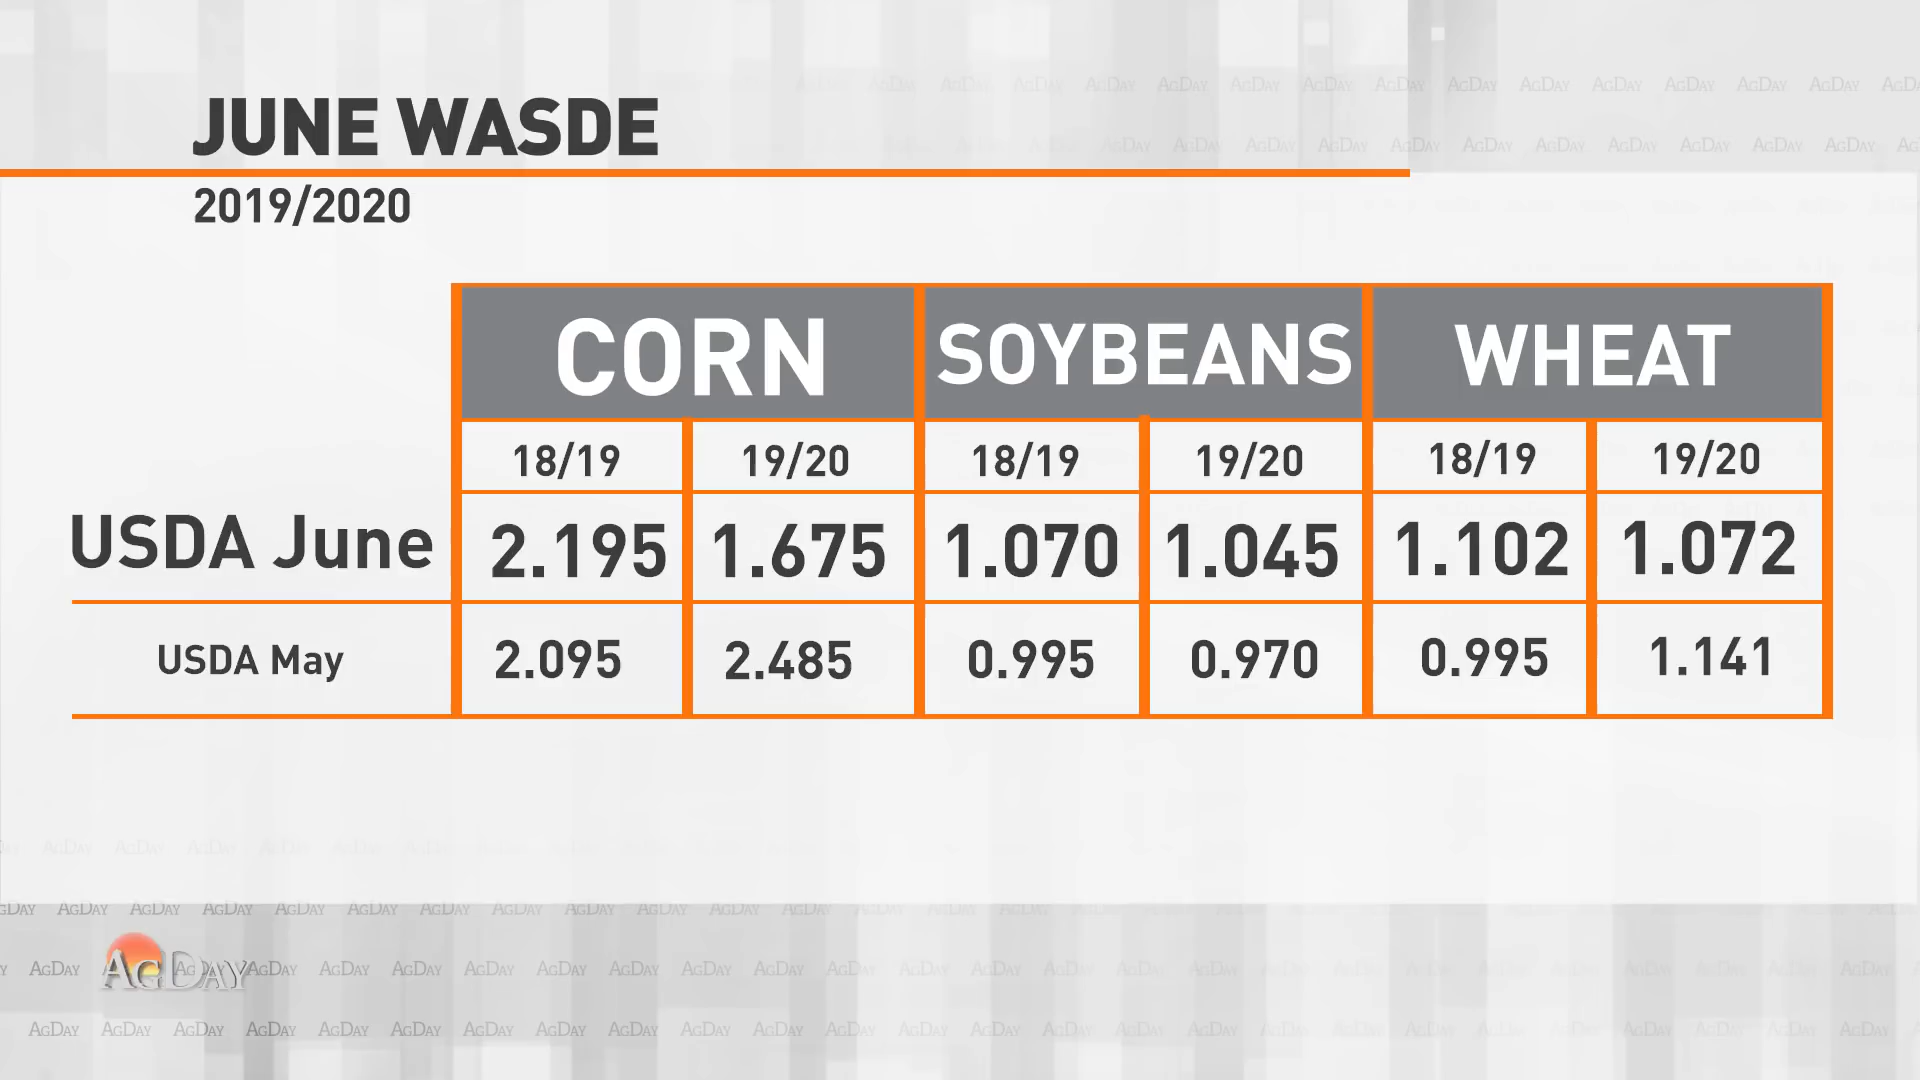 JUNE WASDE
2019/2020
CORN SOYBEANS WHEAT
18/19 19/20 18/19 19/20 18/19 19/20
USDA June 2.195 1.675 1.070 1.045 1.102 1.072
USDA May 2.095 2.485 0.995 0.970 0.995 1.141
AGDAY